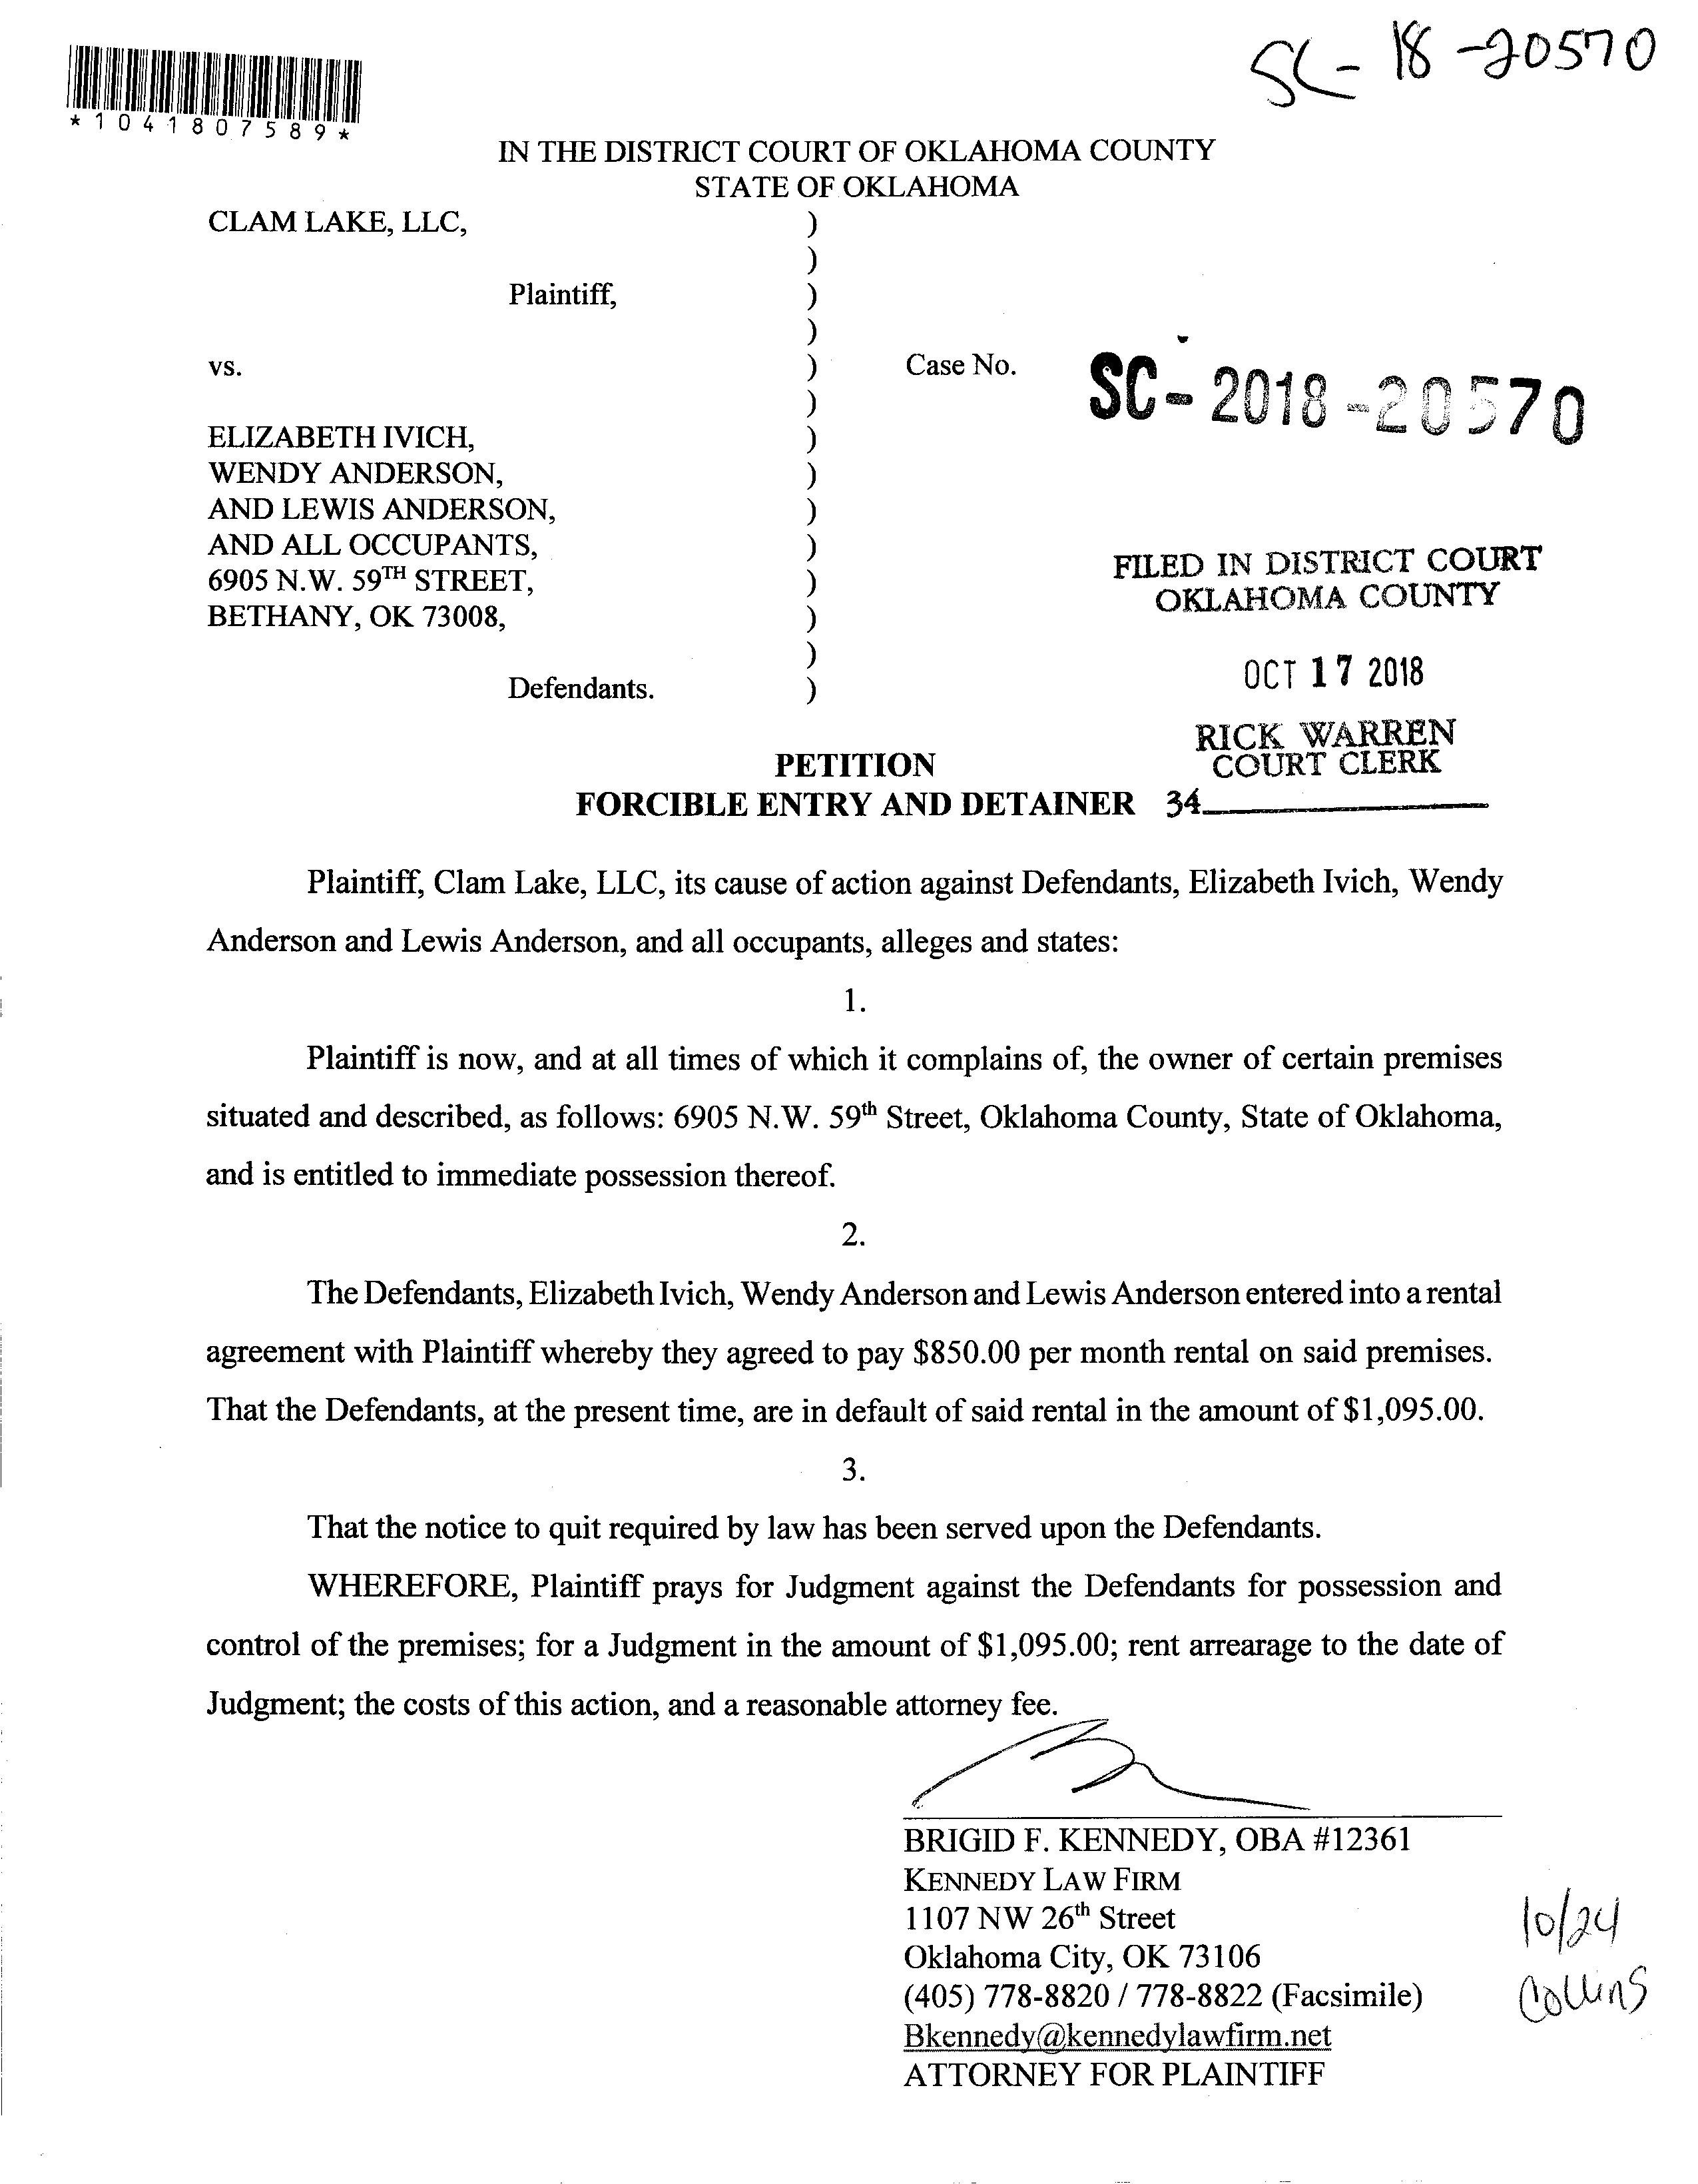 SC-18-20570
*1041807589*
IN THE DISTRICT COURT OF OKLAHOMA COUNTY
STATE OF OKLAHOMA
CLAM LAKE, LLC, )
)
Plaintiff, )
)
vs. ) Case No. SC-2018-20570
)
ELIZABETH IVICH, )
WENDY ANDERSON, )
AND LEWIS ANDERSON, )
AND ALL OCCUPANTS, )
6905 N.W. 59TH STREET, )
BETHANY, OK 73008, )
)
Defendants. )
FILED IN DISTRICT COURT
OKLAHOMA COUNTY
OCT 17 2018
RICK WARREN
COURT CLERK
34
PETITION
FORCIBLE ENTRY AND DETAINER
Plaintiff, Clam Lake, LLC, its cause of action against Defendants, Elizabeth Ivich, Wendy
Anderson and Lewis Anderson, and all occupants, alleges and states:
1.
Plaintiff is now, and at all times of which it complains of, the owner of certain premises
situated and described, as follows: 6905 N.W. 59th Street, Oklahoma County, State of Oklahoma,
and is entitled to immediate possession thereof.
2.
The Defendants, Elizabeth Ivich, Wendy Anderson and Lewis Anderson entered into a rental
agreement with Plaintiff whereby they agreed to pay $850.00 per month rental on said premises.
That the Defendants, at the present time, are in default of said rental in the amount of $1,095.00.
3.
That the notice to quit required by law has been served upon the Defendants.
WHEREFORE, Plaintiff prays for Judgment against the Defendants for possession and
control of the premises; for a Judgment in the amount of $1,095.00; rent arrearage to the date of
Judgment; the costs of this action, and a reasonable attorney fee.
BRIGID F. KENNEDY, OBA #12361
KENNEDY LAW FIRM
1107 NW 26th Street
Oklahoma City, OK 73106
(405) 778-8820 / 778-8822 (Facsimile)
Bkennedy@kennedylawfirm.net
ATTORNEY FOR PLAINTIFF
10/24
Collins